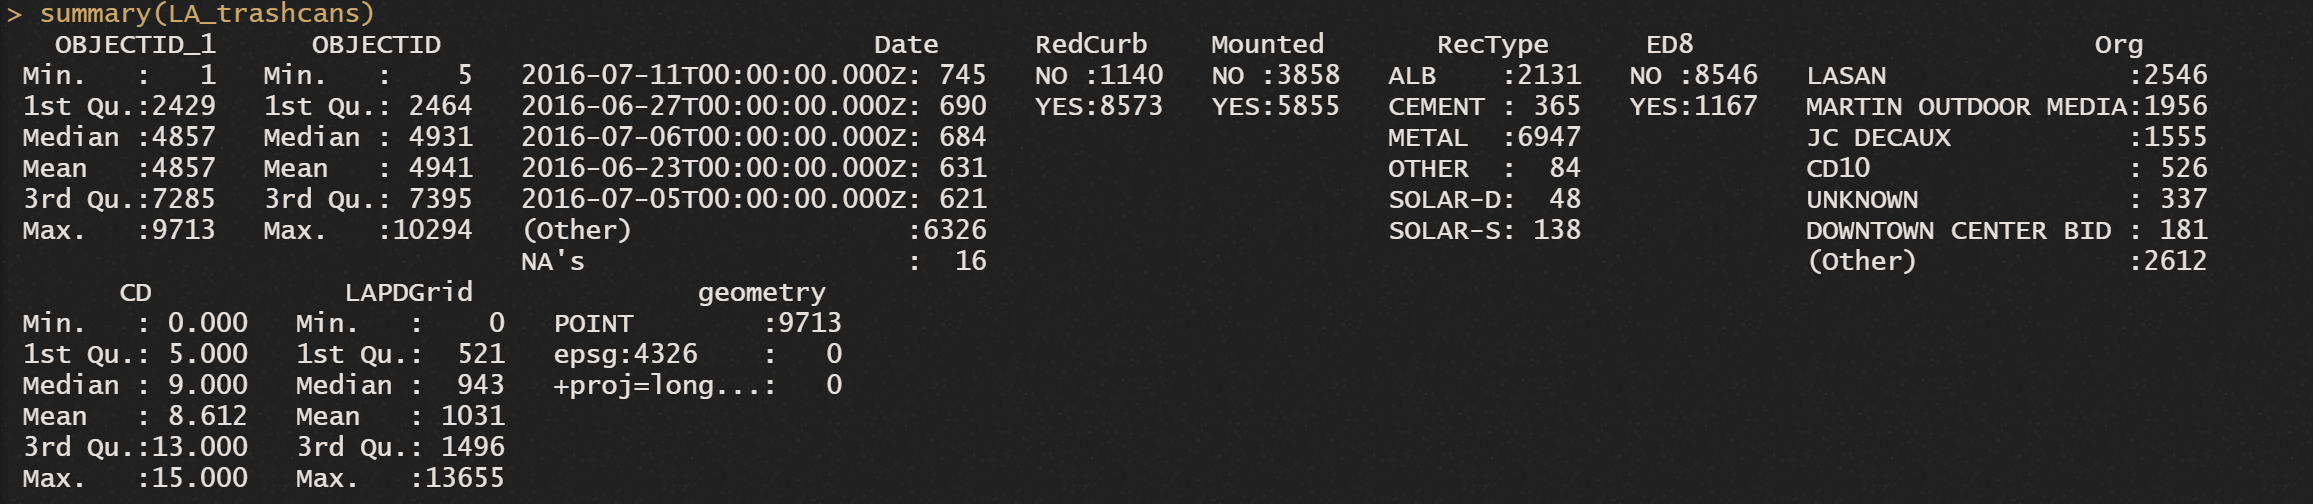 > summary(LA_trashcans)
   OBJECTID_1      OBJECTID                           Date      RedCurb    Mounted       RecType      ED8                         Org
 Min.   :   1   Min.   :    5   2016-07-11T00:00:00.000Z: 745   NO :1140   NO :3858   ALB    :2131   NO :8546   LASAN               :2546
 1st Qu.:2429   1st Qu.: 2464   2016-06-27T00:00:00.000Z: 690   YES:8573   YES:5855   CEMENT : 365   YES:1167   MARTIN OUTDOOR MEDIA:1956
 Median :4857   Median : 4931   2016-07-06T00:00:00.000Z: 684                         METAL  :6947              JC DECAUX           :1555
 Mean   :4857   Mean   : 4941   2016-06-23T00:00:00.000Z: 631                         OTHER  :  84              CD10                : 526
 3rd Qu.:7285   3rd Qu.: 7395   2016-07-05T00:00:00.000Z: 621                         SOLAR-D:  48              UNKNOWN             : 337
 Max.   :9713   Max.   :10294   (Other)                 :6326                         SOLAR-S: 138              DOWNTOWN CENTER BID : 181
                                NA's                    :  16                                                   (Other)             :2612
       CD            LAPDGrid              geometry
 Min.   : 0.000   Min.   :    0   POINT        :9713
 1st Qu.: 5.000   1st Qu.:  521   epsg:4326    :   0
 Median : 9.000   Median :  943   +proj=long...:   0
 Mean   : 8.612   Mean   : 1031
 3rd Qu.:13.000   3rd Qu.: 1496
 Max.   :15.000   Max.   :13655